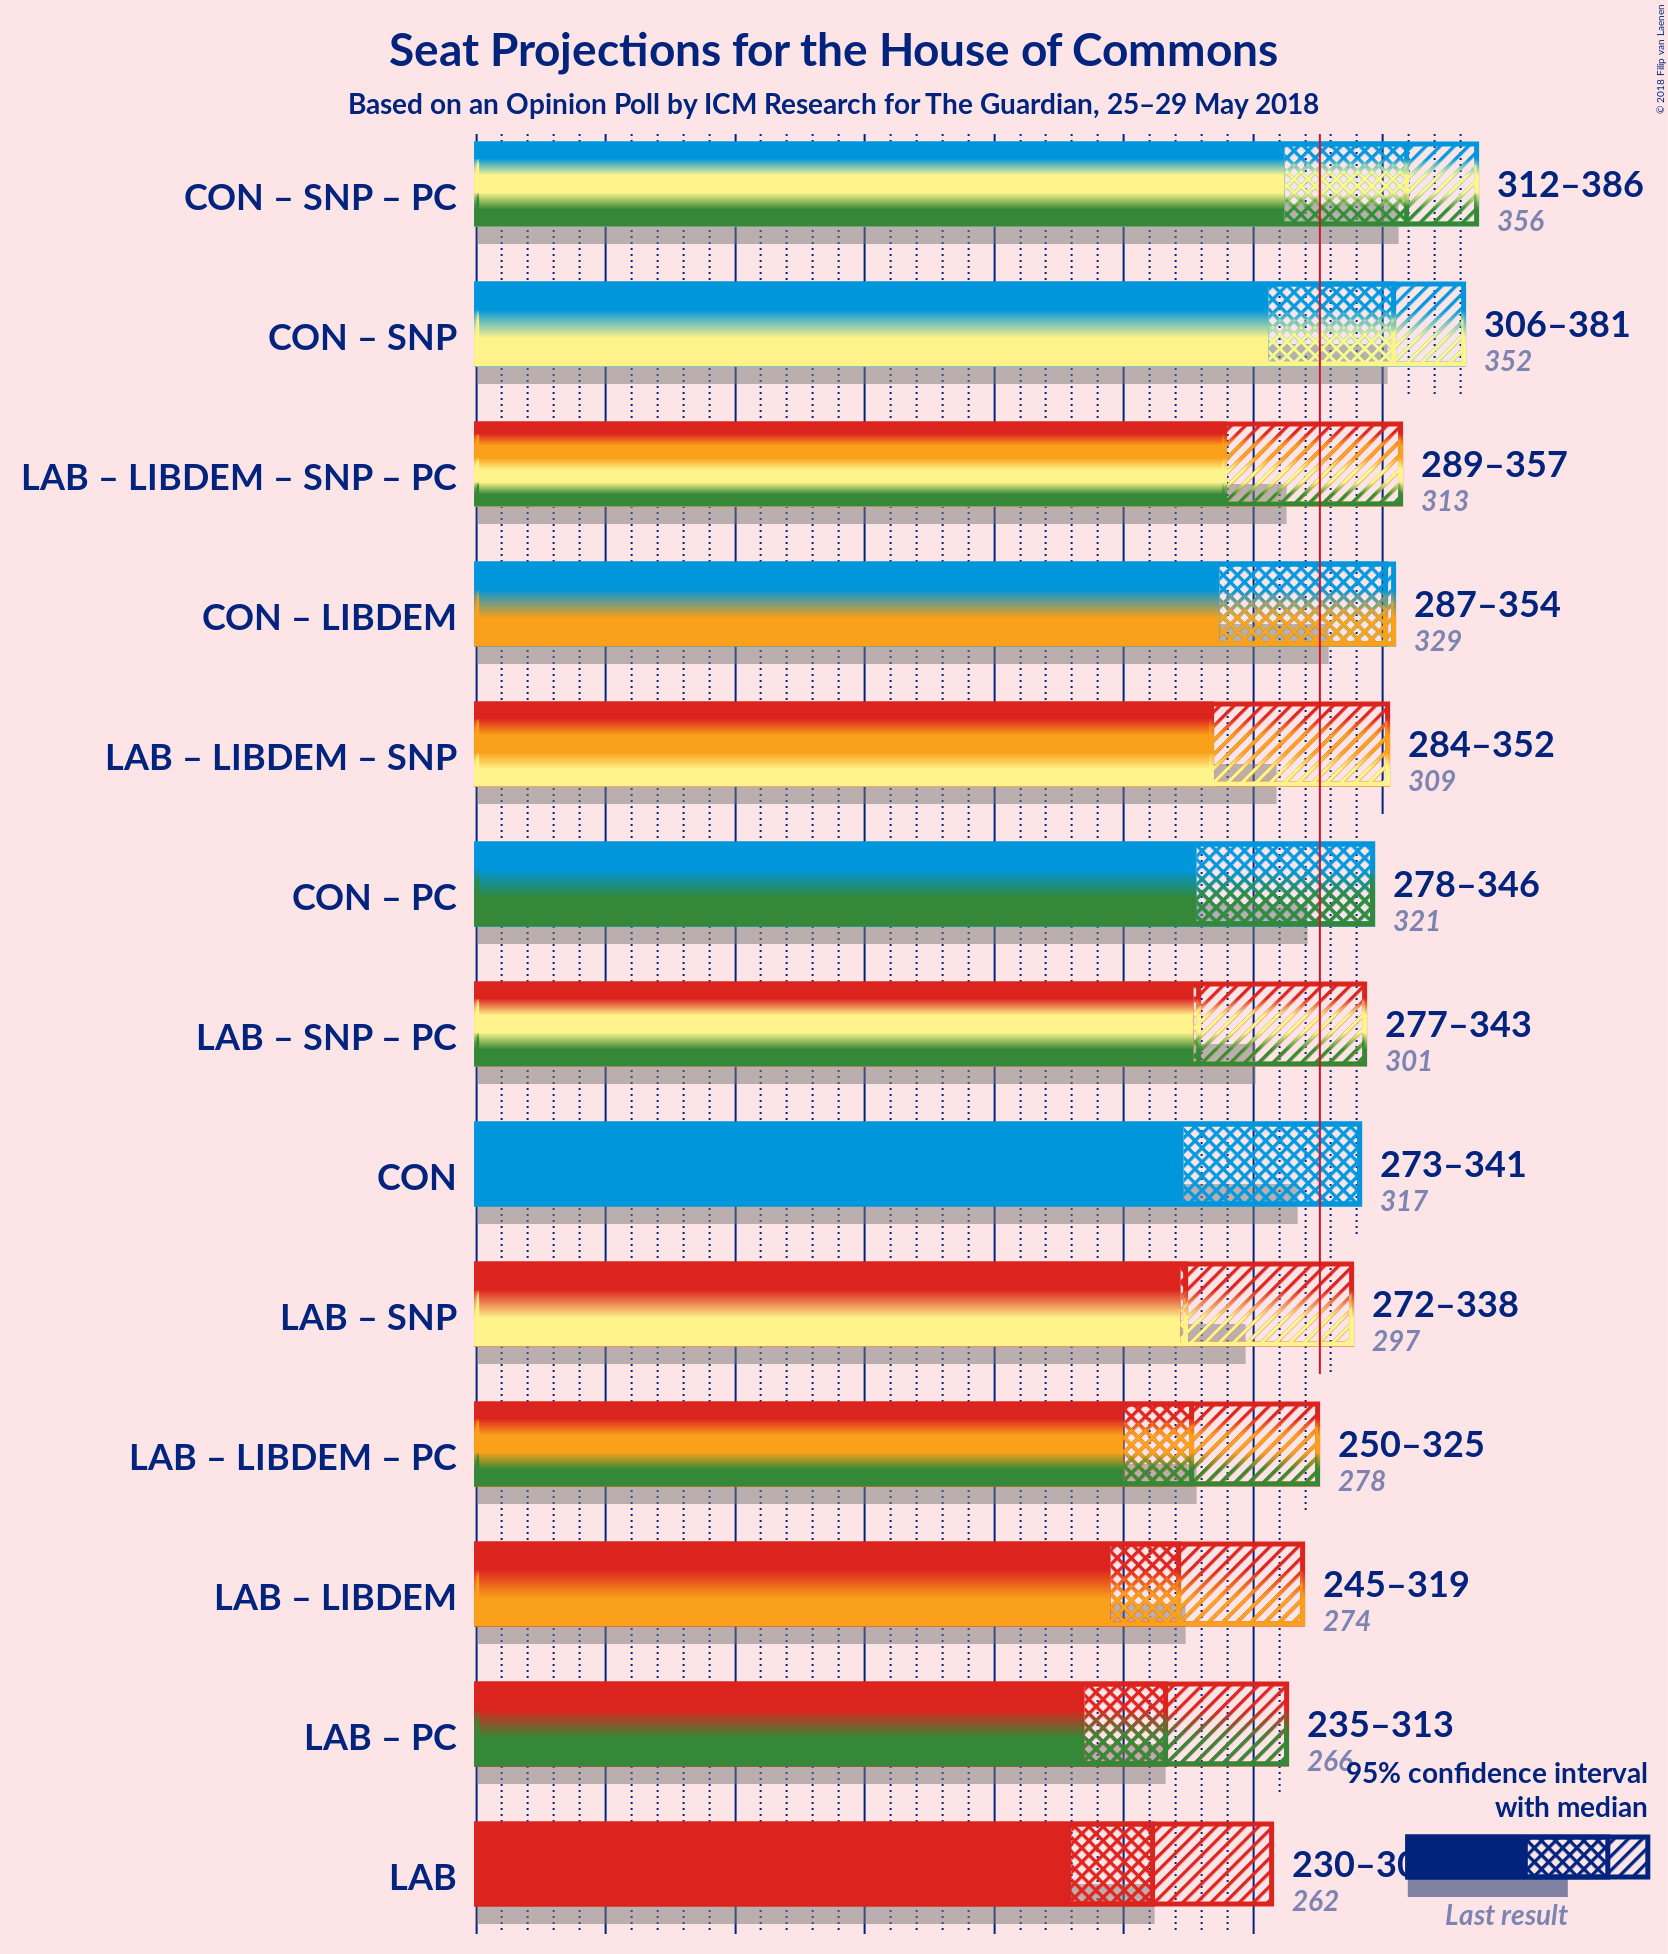 Seat Projections for the House of Commons
Based on an Opinion Poll by ICM Research for The Guardian, 25–29 May 2018
© 2018 Filip van Laenen
CON – SNP – PC
312–386
356
CON – SNP
306–381
352
LAB – LIBDEM – SNP – PC
289–357
313
CON – LIBDEM
287–354
329
LAB – LIBDEM – SNP
284–352
309
CON – PC
278–346
321
LAB – SNP – PC
277–343
301
CON
273–341
317
LAB – SNP
272–338
297
LAB – LIBDEM – PC
250–325
278
LAB – LIBDEM
245–319
274
LAB – PC
235–313
266
95% confidence interval
with median
LAB
262
Last result